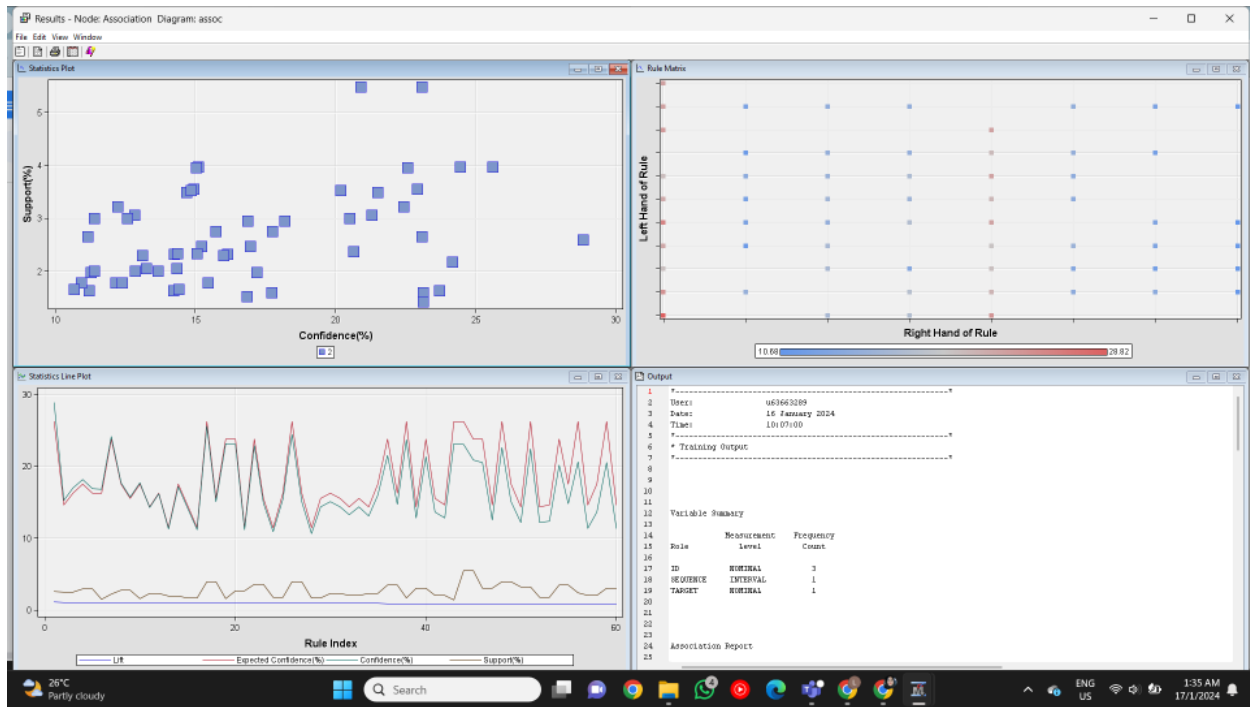 Results - Node: Association Diagram: assoc
File Edit View Window
Statistics Plot
Support(%)
5
4
3
2
10 15 20 25 30
Confidence(%)
2
Rule Matrix
Left Hand of Rule
Right Hand of Rule
10.68 28.82
Statistics Line Plot
30
20
10
0
0 20 40 60
Rule Index
Lift Expected Confidence(%) Confidence(%) Support(%)
Output
1 *------------------------------------------------------------*
2 User: u63663289
3 Date: 16 January 2024
4 Time: 10:07:00
5 *------------------------------------------------------------*
6 * Training Output
7 *------------------------------------------------------------*
8
9
10
11
12 Variable Summary
13
14 Measurement Frequency
15 Role Level Count
16
17 ID NOMINAL 3
18 SEQUENCE INTERVAL 1
19 TARGET NOMINAL 1
20
21
22
23
24 Association Report
25
26°C
Partly cloudy
Search
4
ENG
US
1:35 AM
17/1/2024